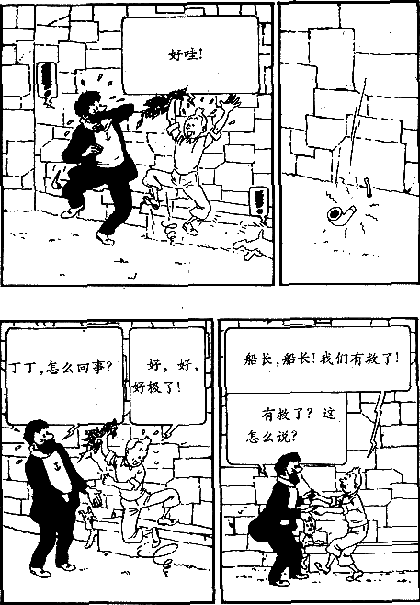 好哇！
丁丁，怎么回事？
好，好，
好极了！
船长，船长！我们有救了！
有救了？这
怎么说？